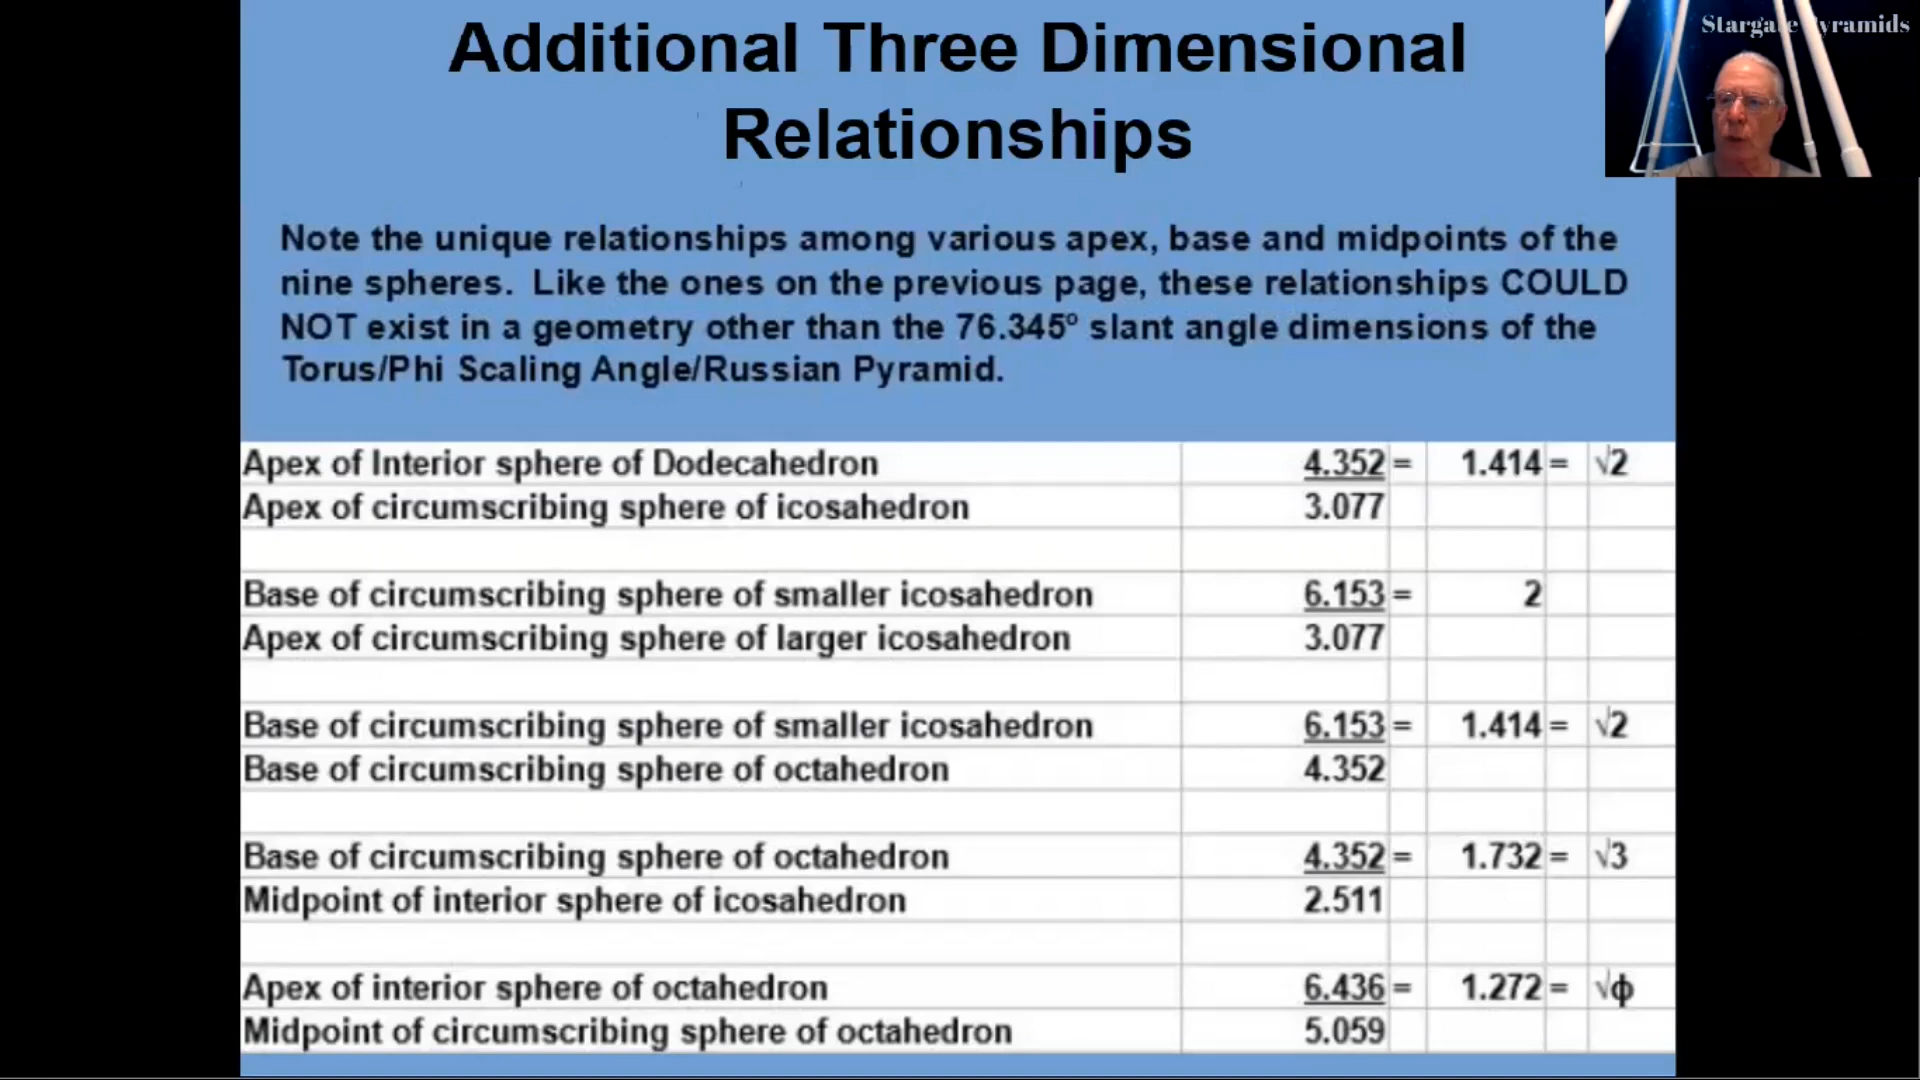 Additional Three Dimensional
Relationships
Stargate Pyramids
Note the unique relationships among various apex, base and midpoints of the
nine spheres. Like the ones on the previous page, these relationships COULD
NOT exist in a geometry other than the 76.345º slant angle dimensions of the
Torus/Phi Scaling Angle/Russian Pyramid.
Apex of Interior sphere of Dodecahedron 4.352 = 1.414 = √2
Apex of circumscribing sphere of icosahedron 3.077
Base of circumscribing sphere of smaller icosahedron 6.153 = 2
Apex of circumscribing sphere of larger icosahedron 3.077
Base of circumscribing sphere of smaller icosahedron 6.153 = 1.414 = √2
Base of circumscribing sphere of octahedron 4.352
Base of circumscribing sphere of octahedron 4.352 = 1.732 = √3
Midpoint of interior sphere of icosahedron 2.511
Apex of interior sphere of octahedron 6.436 = 1.272 = √ϕ
Midpoint of circumscribing sphere of octahedron 5.059